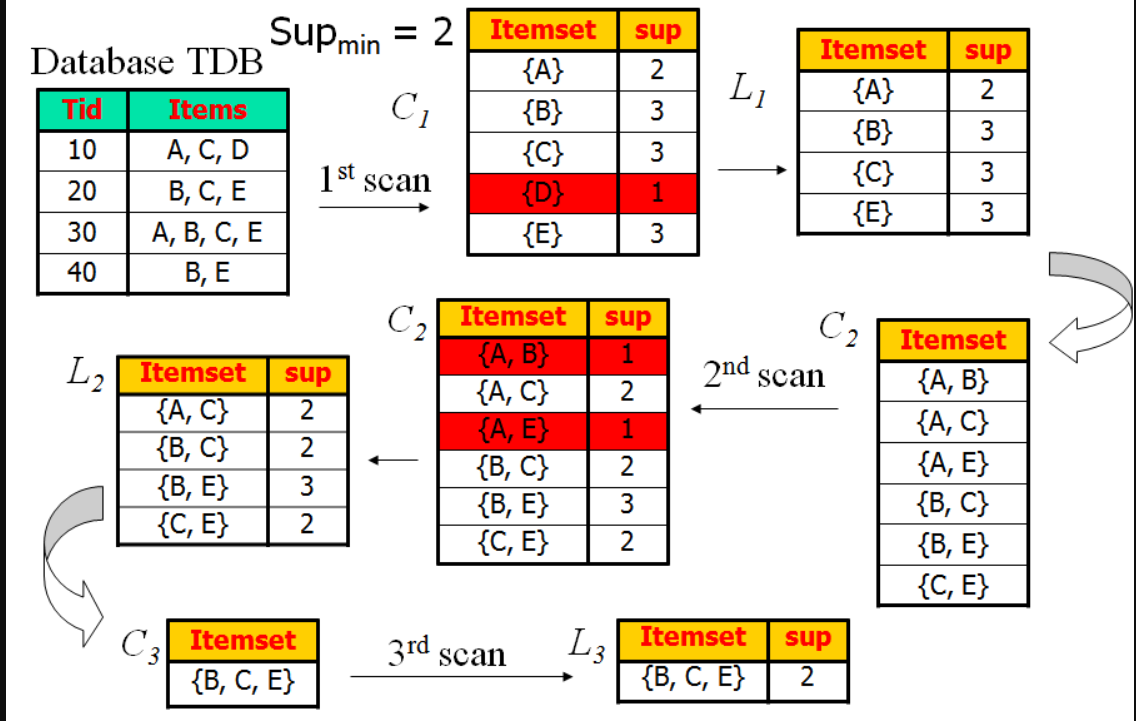 Sup_min = 2
Database TDB
Tid Items
10 A, C, D
20 B, C, E
30 A, B, C, E
40 B, E
1st scan
C1
Itemset sup
{A} 2
{B} 3
{C} 3
{D} 1
{E} 3
L1
Itemset sup
{A} 2
{B} 3
{C} 3
{E} 3
C2
Itemset
{A, B}
{A, C}
{A, E}
{B, C}
{B, E}
{C, E}
2nd scan
C2
Itemset sup
{A, B} 1
{A, C} 2
{A, E} 1
{B, C} 2
{B, E} 3
{C, E} 2
L2
Itemset sup
{A, C} 2
{B, C} 2
{B, E} 3
{C, E} 2
C3
Itemset
{B, C, E}
3rd scan
L3
Itemset sup
{B, C, E} 2